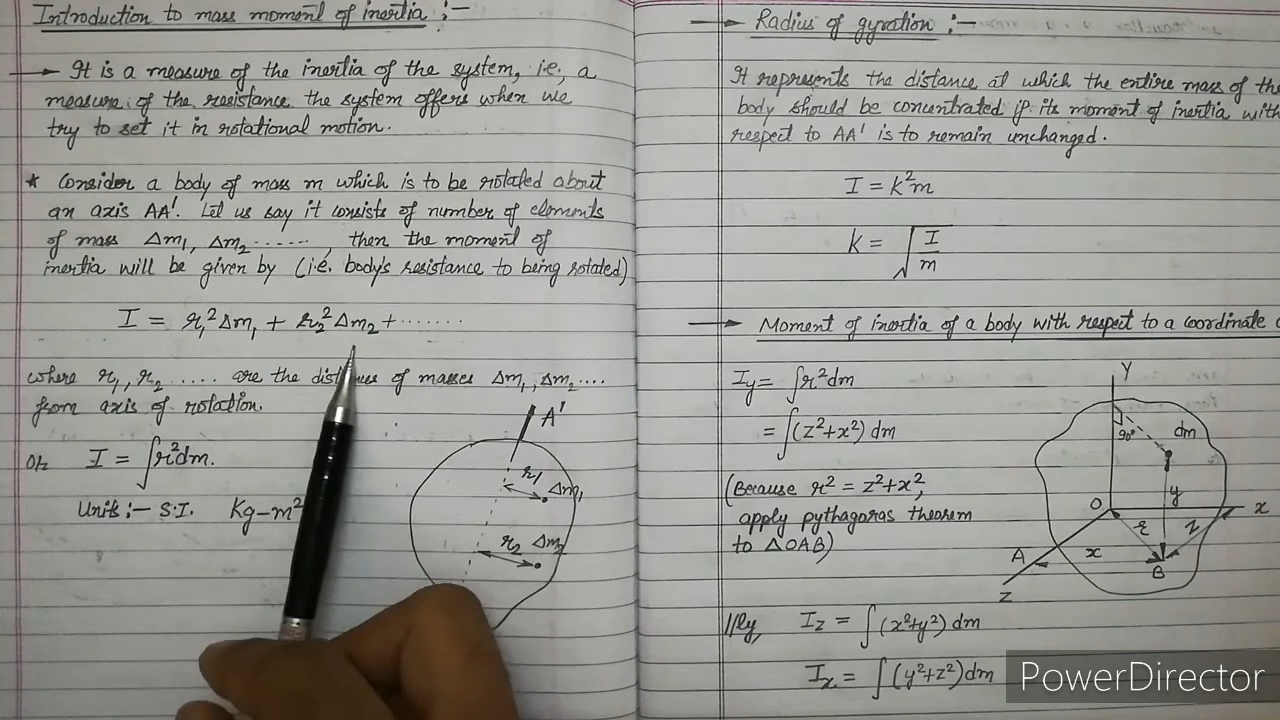 Introduction to mass moment of inertia :-
→ It is a measure of the inertia of the system, i.e., a
measure of the resistance the system offers when we
try to set it in rotational motion.
* Consider a body of mass m which is to be rotated about
an axis AA'. Let us say it consists of number of elements
of mass Δm₁, Δm₂ ......, then the moment of
inertia will be given by (i.e. body's resistance to being rotated)
I = r₁²Δm₁ + r₂²Δm₂ + .......
where r₁, r₂ .... are the of masses Δm₁, Δm₂....
from axis of rotation.
Or I = ∫r²dm.
Units :- S.I. Kg-m²
A'
r₁ Δm₁
r₂ Δm₂
→ Radius of gyration :-
It represents the distance at which the entire mass of the
body should be concentrated if its moment of inertia with
respect to AA' is to remain unchanged.
I = k²m
k = √(I/m)
→ Moment of inertia of a body with respect to a coordinate
Iy = ∫r²dm
= ∫(z²+x²) dm
(Because r² = z²+x²,
apply pythagoras theorem
to ΔOAB)
Y
90°
dm
y
O
x
r
z
A
x
B
z
||ly, Iz = ∫(x²+y²) dm
Ix = ∫(y²+z²) dm
PowerDirector